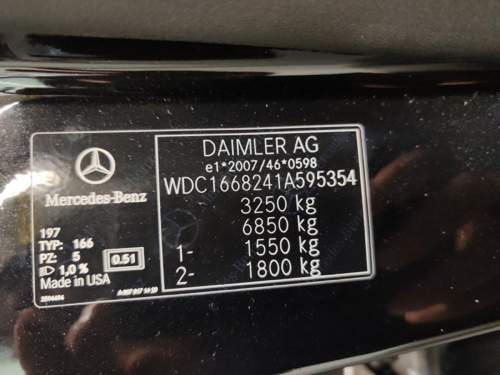 Mercedes-Benz
197
TYP: 166
PZ: 5
0.51
1,0 %
Made in USA
DAIMLER AG
e1*2007/46*0598
WDC1668241A595354
3250 kg
6850 kg
1- 1550 kg
2- 1800 kg